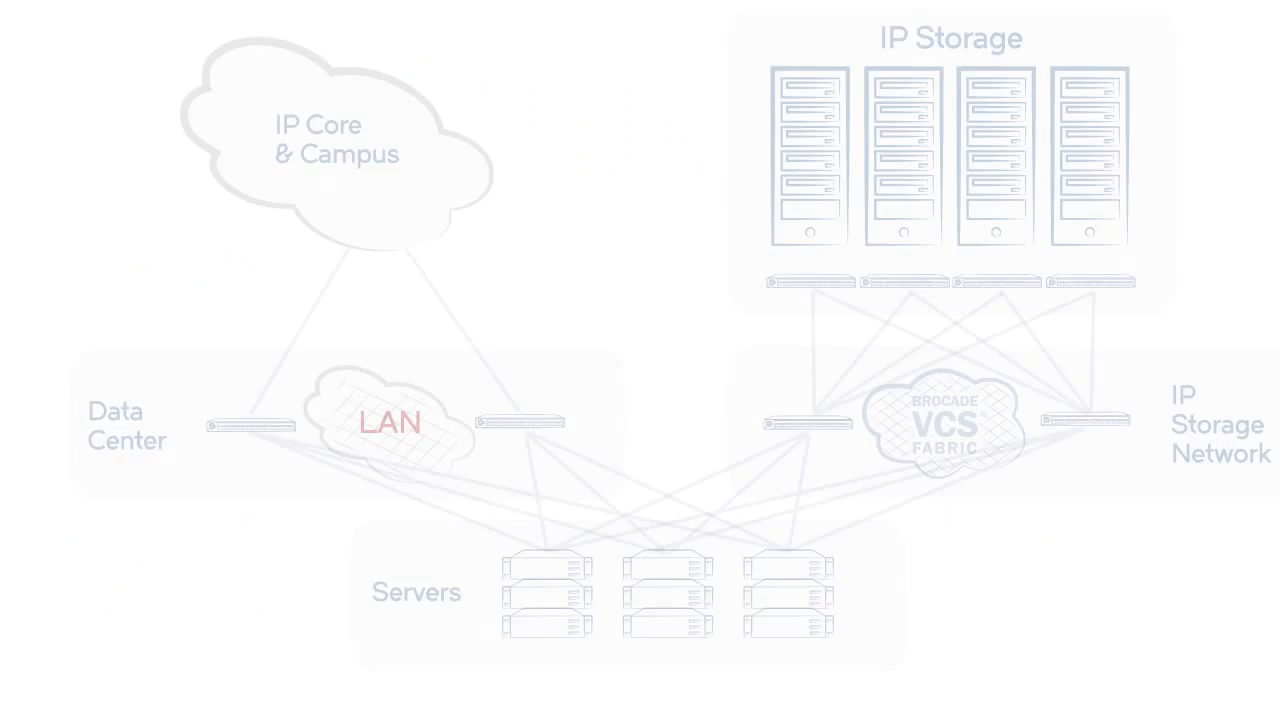 IP Storage
IP Core
& Campus
Data
Center
LAN
BROCADE
VCS®
FABRIC
IP
Storage
Network
Servers